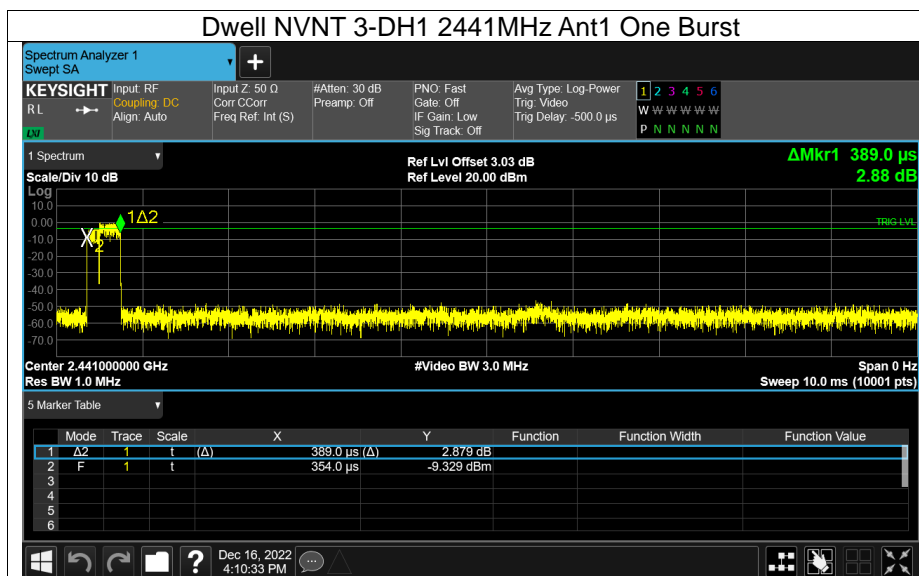 Dwell NVNT 3-DH1 2441MHz Ant1 One Burst
Spectrum Analyzer 1
Swept SA
+
KEYSIGHT Input: RF Input Z: 50 Ω #Atten: 30 dB PNO: Fast Avg Type: Log-Power 1 2 3 4 5 6
RL Coupling: DC Corr CCorr Preamp: Off Gate: Off Trig: Video W W W W W W
Align: Auto Freq Ref: Int (S) IF Gain: Low Trig Delay: -500.0 µs
LXI Sig Track: Off P N N N N N
1 Spectrum Ref Lvl Offset 3.03 dB ΔMkr1 389.0 µs
Scale/Div 10 dB Ref Level 20.00 dBm 2.88 dB
Log
10.0
1Δ2
0.00 TRIG LVL
-10.0 2
-20.0
-30.0
-40.0
-50.0
-60.0
-70.0
Center 2.441000000 GHz #Video BW 3.0 MHz Span 0 Hz
Res BW 1.0 MHz Sweep 10.0 ms (10001 pts)
5 Marker Table
Mode Trace Scale X Y Function Function Width Function Value
1 Δ2 1 t (Δ) 389.0 µs (Δ) 2.879 dB
2 F 1 t 354.0 µs -9.329 dBm
3
4
5
6
? Dec 16, 2022
4:10:33 PM